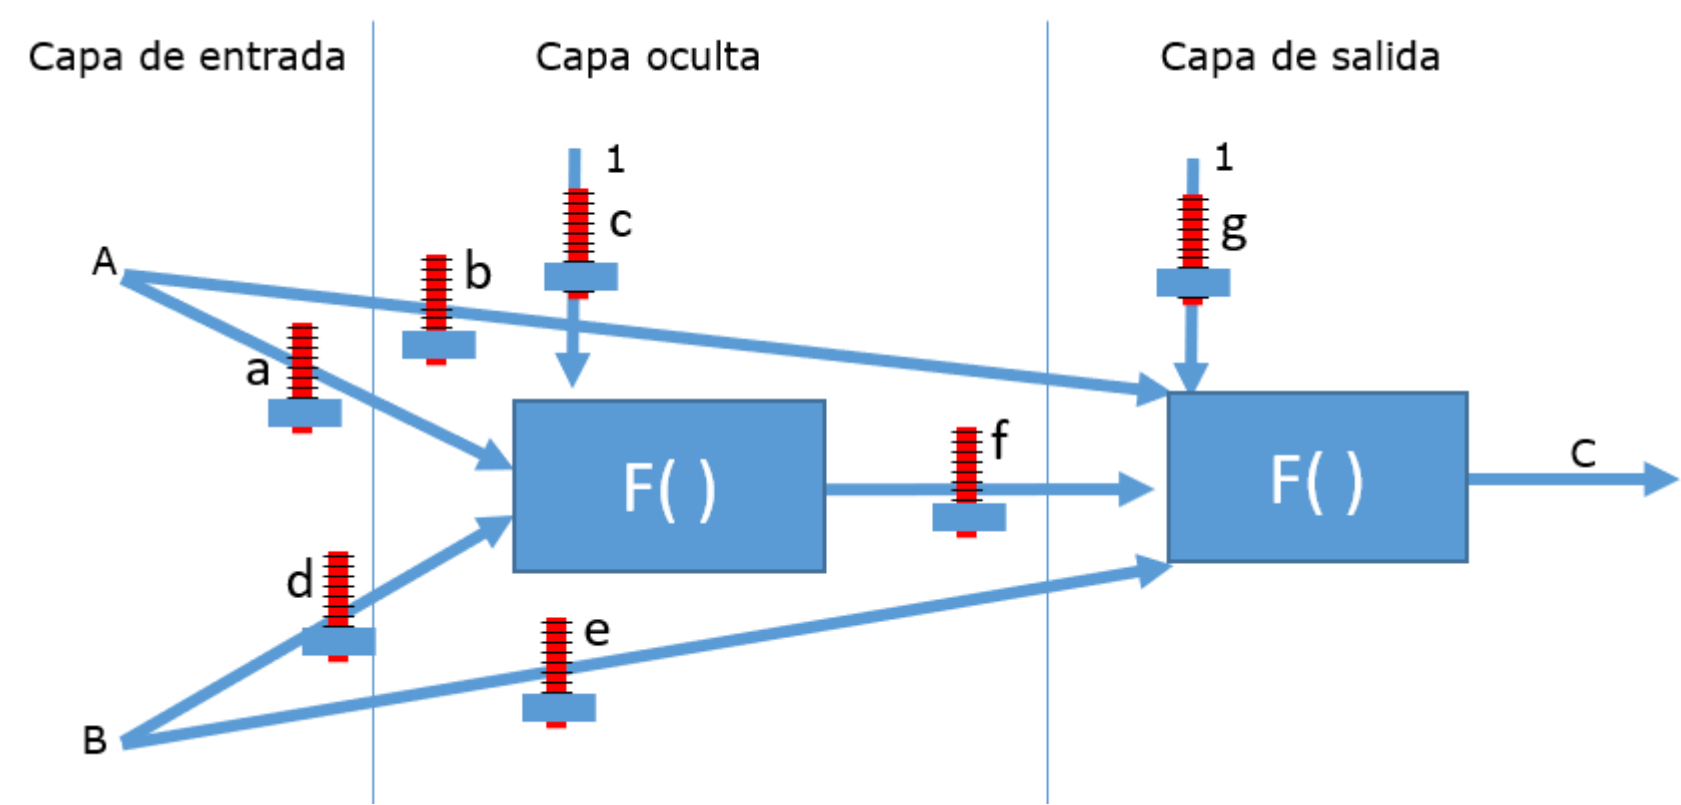 Capa de entrada
Capa oculta
Capa de salida
1
1
c
g
A
b
a
f
C
F( )
F( )
d
e
B